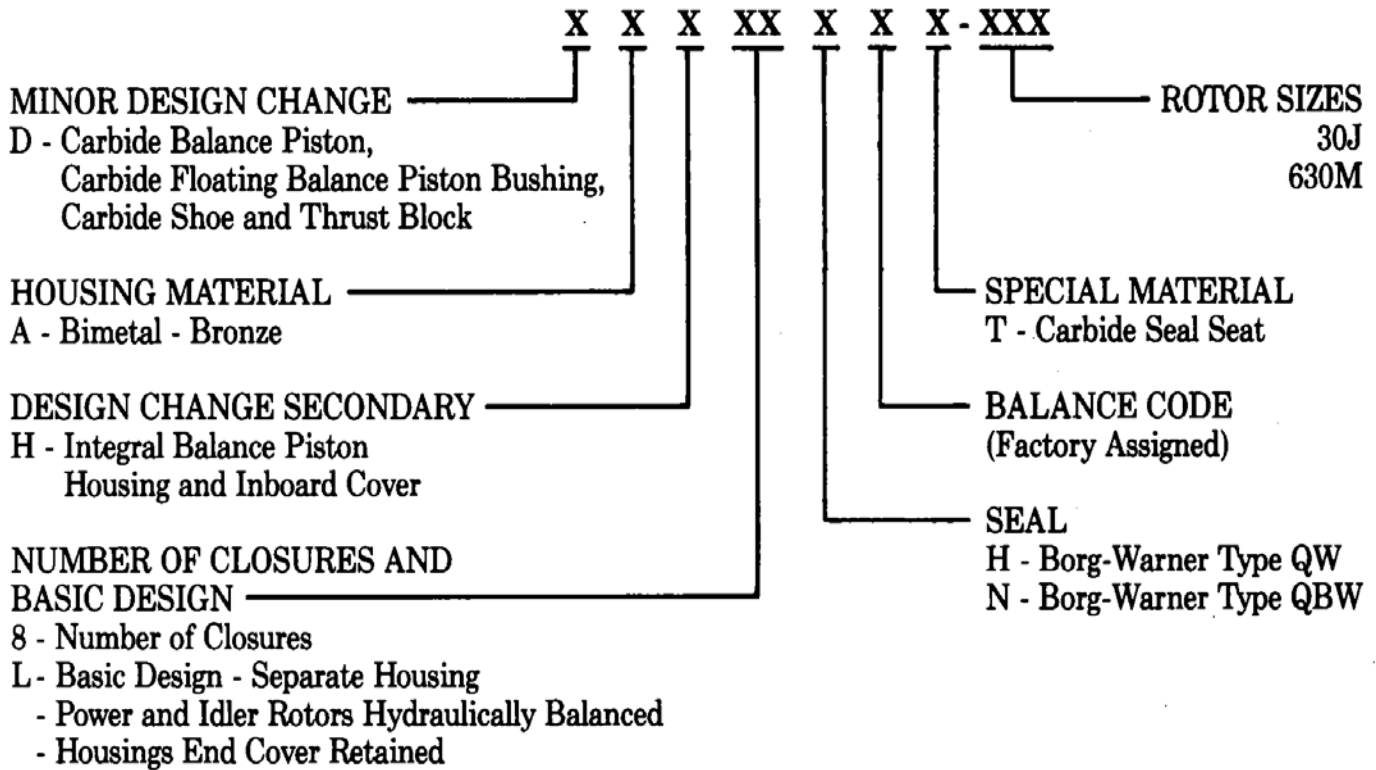 X X X XX X X X - XXX
MINOR DESIGN CHANGE
D - Carbide Balance Piston,
Carbide Floating Balance Piston Bushing,
Carbide Shoe and Thrust Block
HOUSING MATERIAL
A - Bimetal - Bronze
DESIGN CHANGE SECONDARY
H - Integral Balance Piston
Housing and Inboard Cover
NUMBER OF CLOSURES AND
BASIC DESIGN
8 - Number of Closures
L - Basic Design - Separate Housing
- Power and Idler Rotors Hydraulically Balanced
- Housings End Cover Retained
ROTOR SIZES
30J
630M
SPECIAL MATERIAL
T - Carbide Seal Seat
BALANCE CODE
(Factory Assigned)
SEAL
H - Borg-Warner Type QW
N - Borg-Warner Type QBW